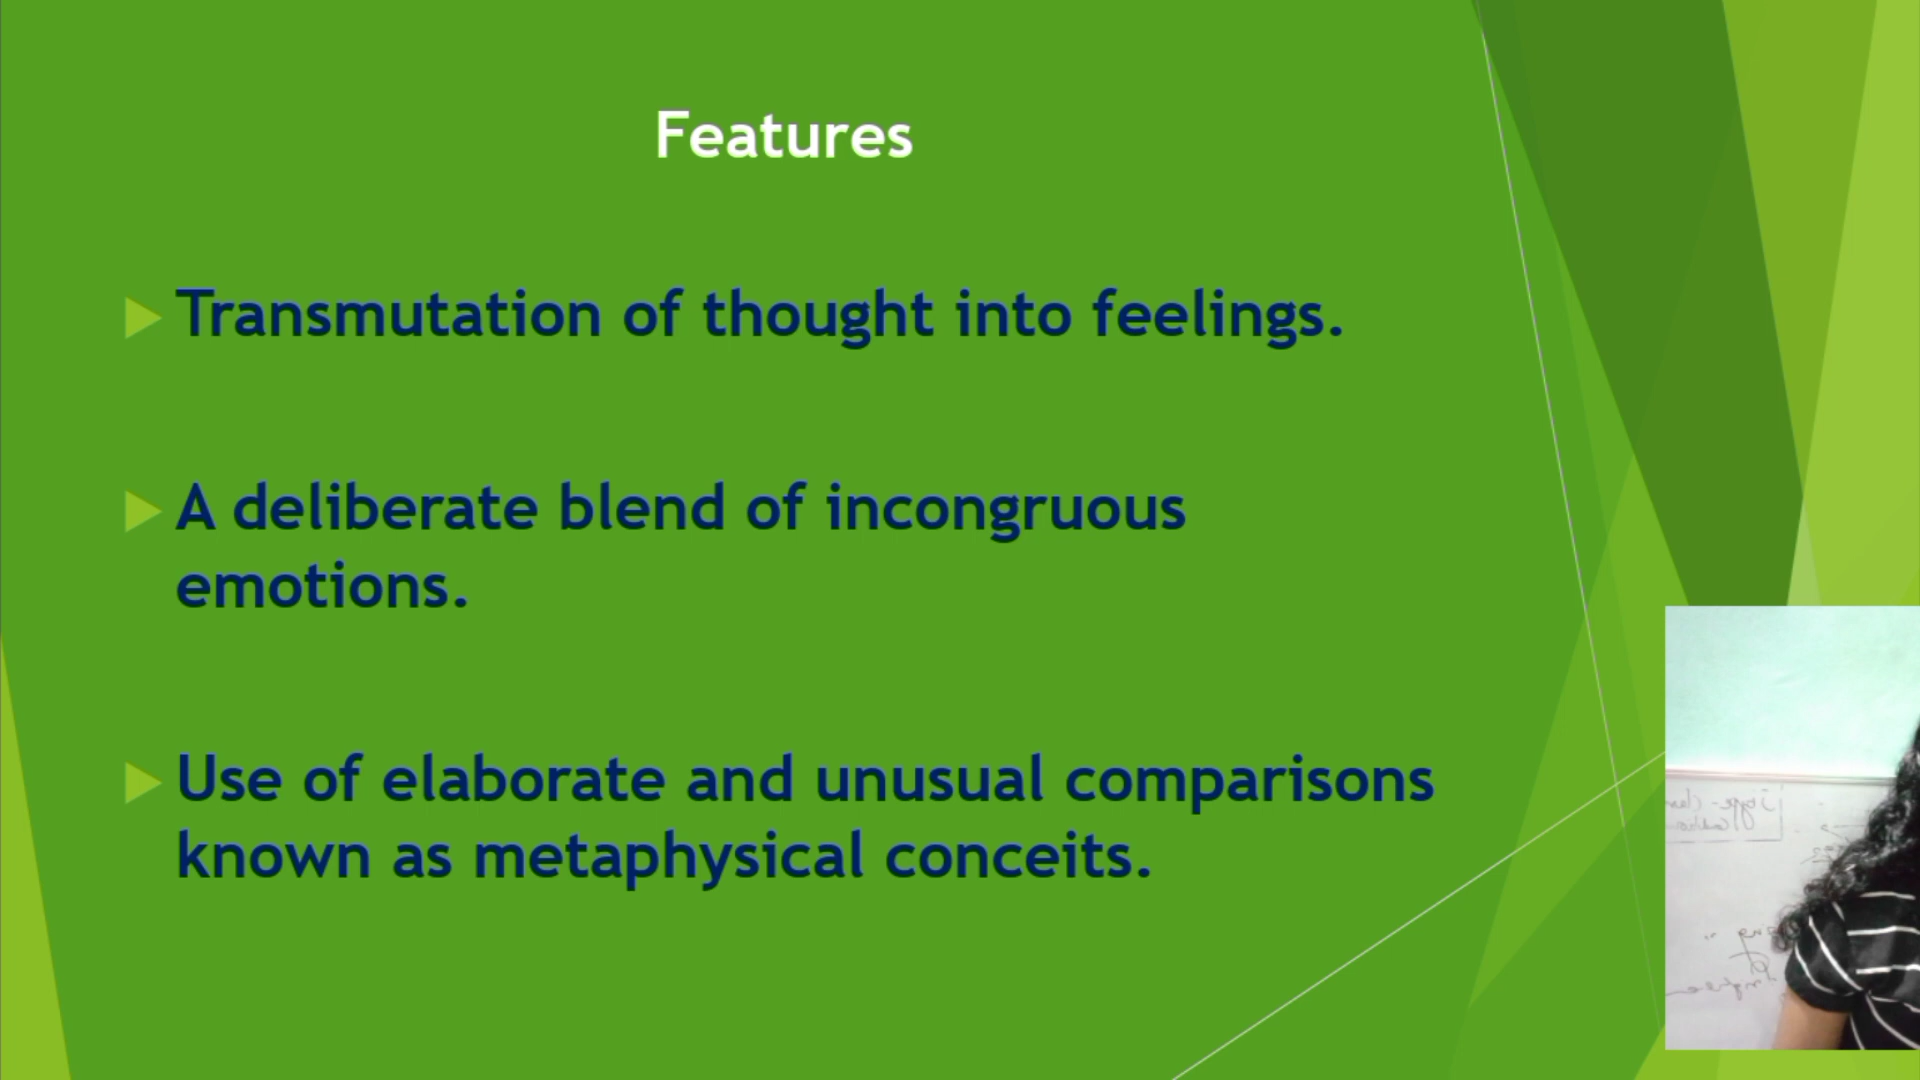 Features
Transmutation of thought into feelings.
A deliberate blend of incongruous
emotions.
Use of elaborate and unusual comparisons
known as metaphysical conceits.